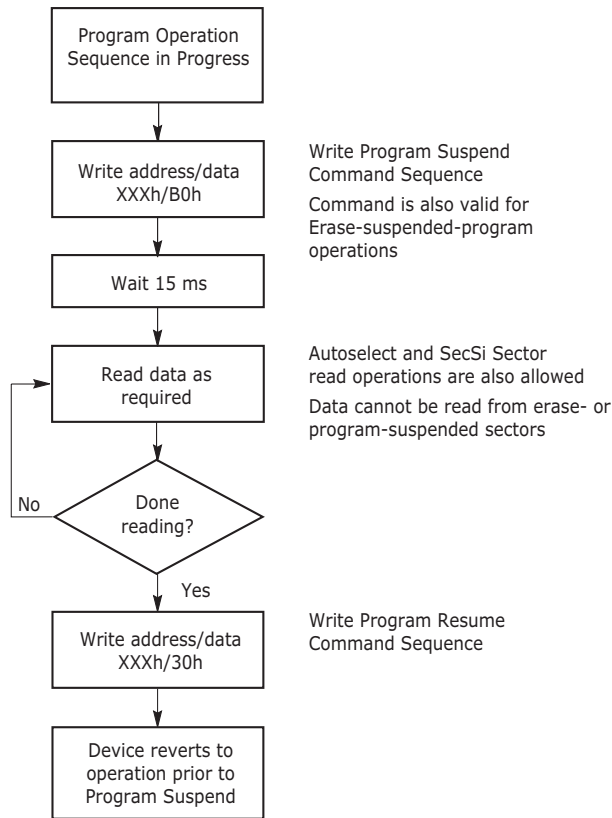 Program Operation
Sequence in Progress
Write address/data
XXXh/B0h
Write Program Suspend
Command Sequence
Command is also valid for
Erase-suspended-program
operations
Wait 15 ms
Read data as
required
Autoselect and SecSi Sector
read operations are also allowed
Data cannot be read from erase- or
program-suspended sectors
No
Done
reading?
Yes
Write address/data
XXXh/30h
Write Program Resume
Command Sequence
Device reverts to
operation prior to
Program Suspend